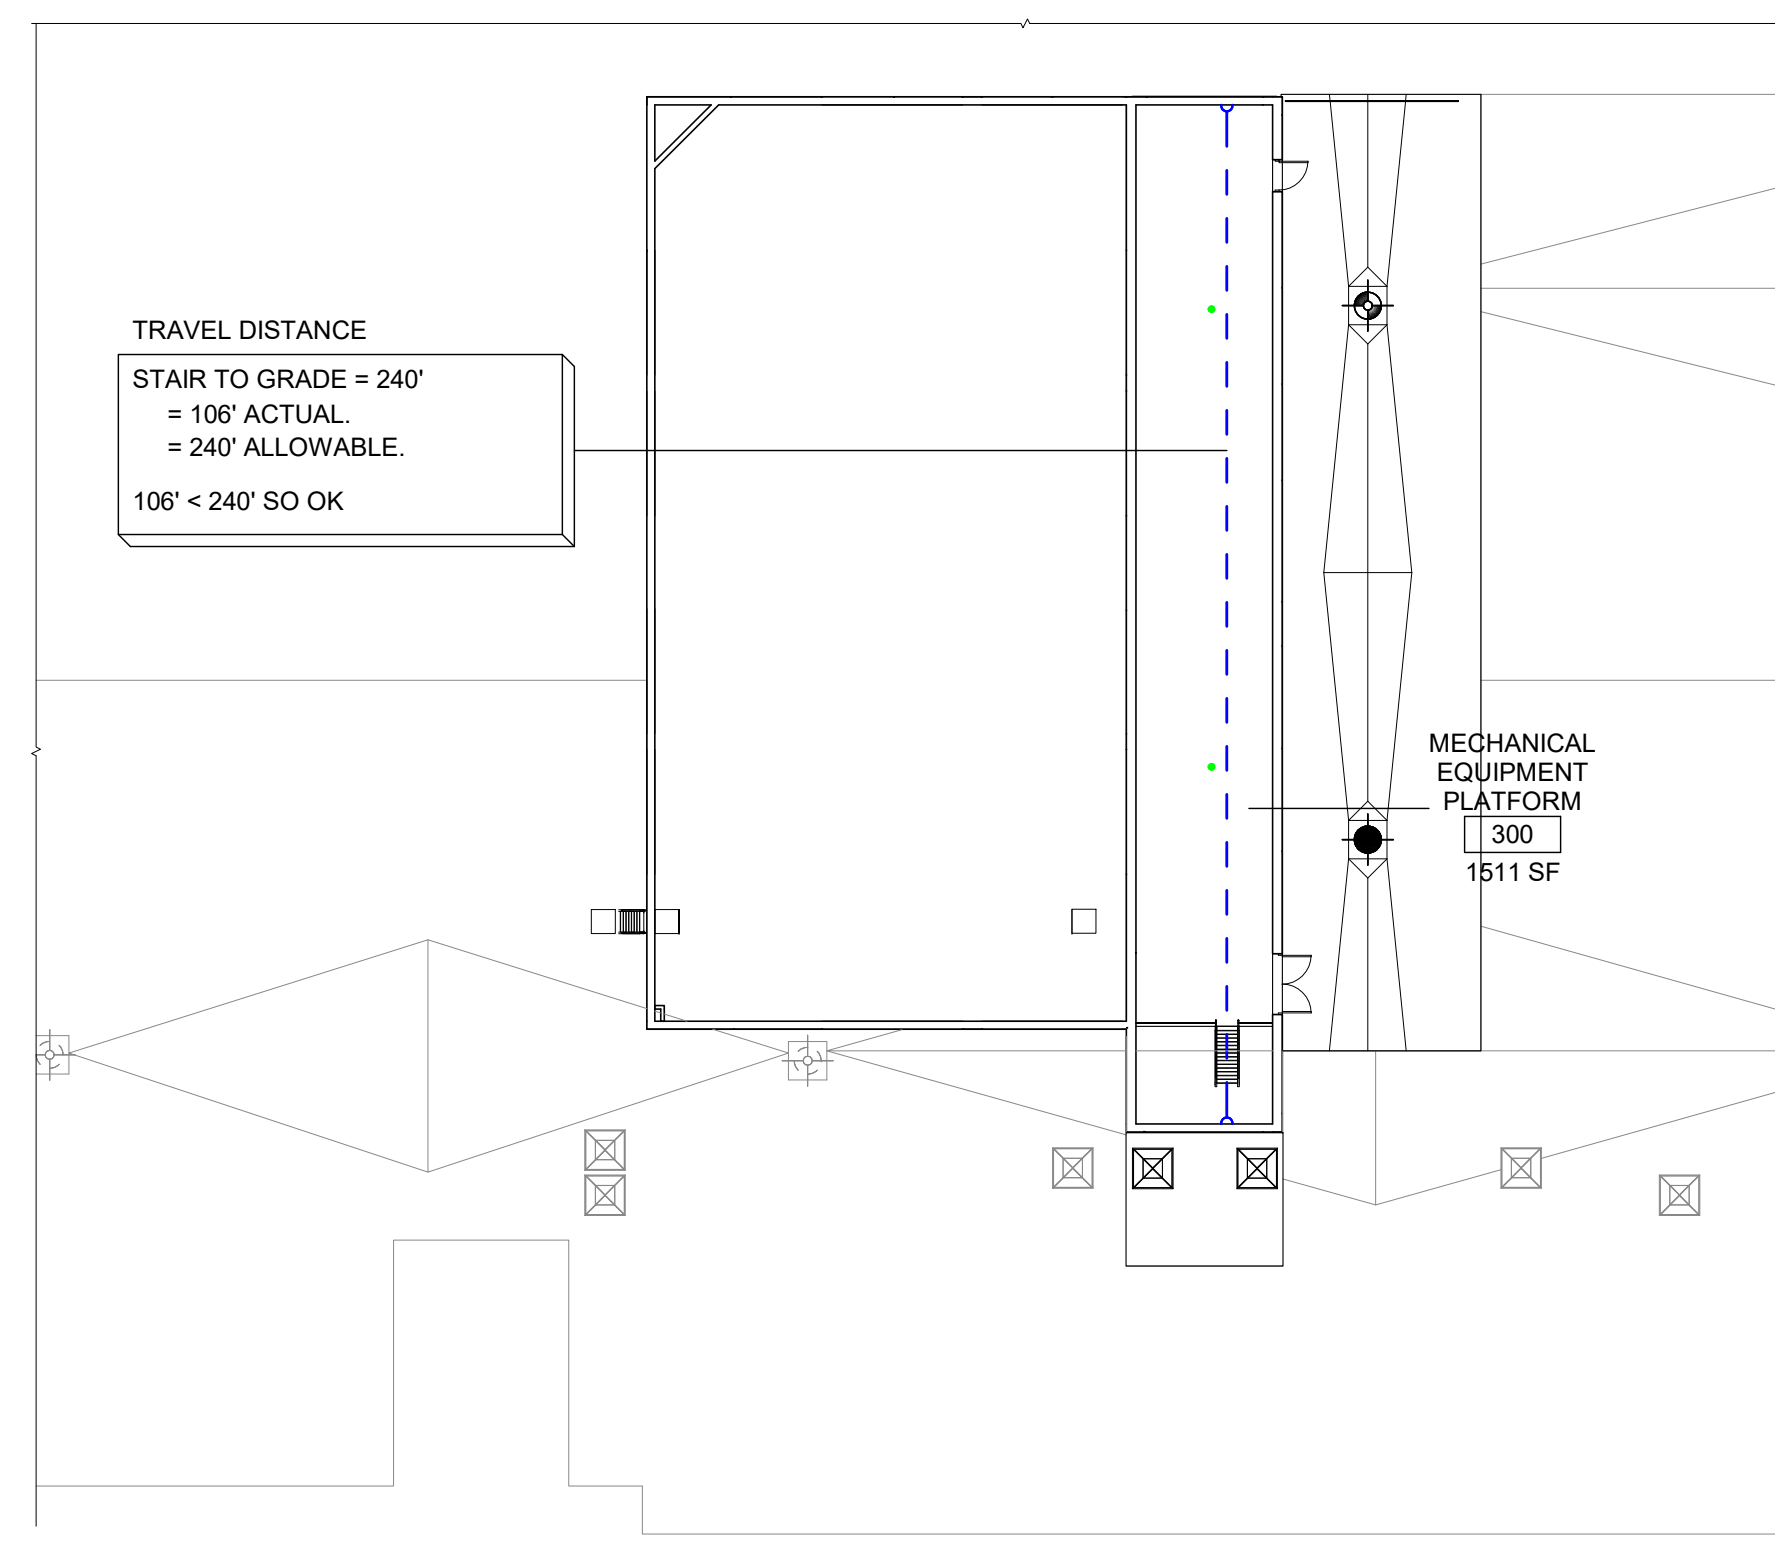 TRAVEL DISTANCE
STAIR TO GRADE = 240'
= 106' ACTUAL.
= 240' ALLOWABLE.
106' < 240' SO OK
MECHANICAL
EQUIPMENT
PLATFORM
300
1511 SF